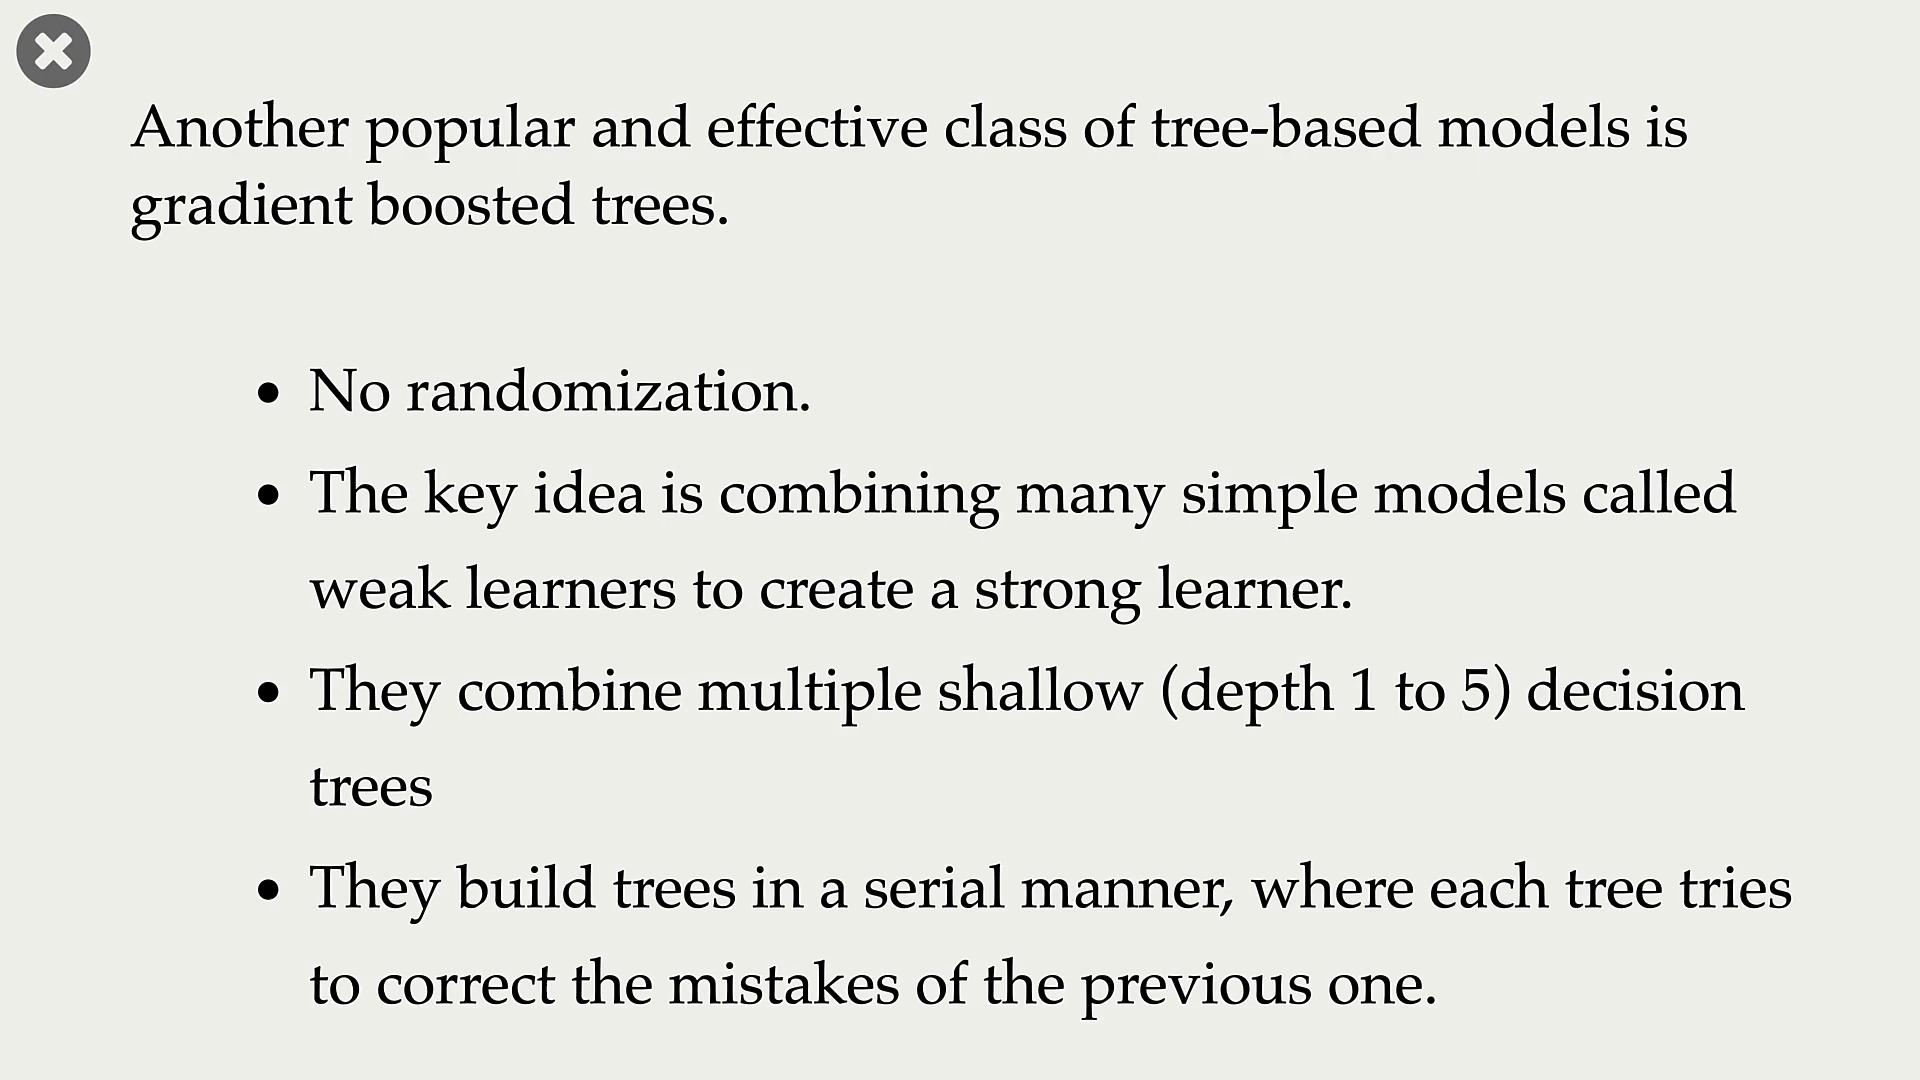 Another popular and effective class of tree-based models is
gradient boosted trees.
• No randomization.
• The key idea is combining many simple models called
weak learners to create a strong learner.
• They combine multiple shallow (depth 1 to 5) decision
trees
• They build trees in a serial manner, where each tree tries
to correct the mistakes of the previous one.